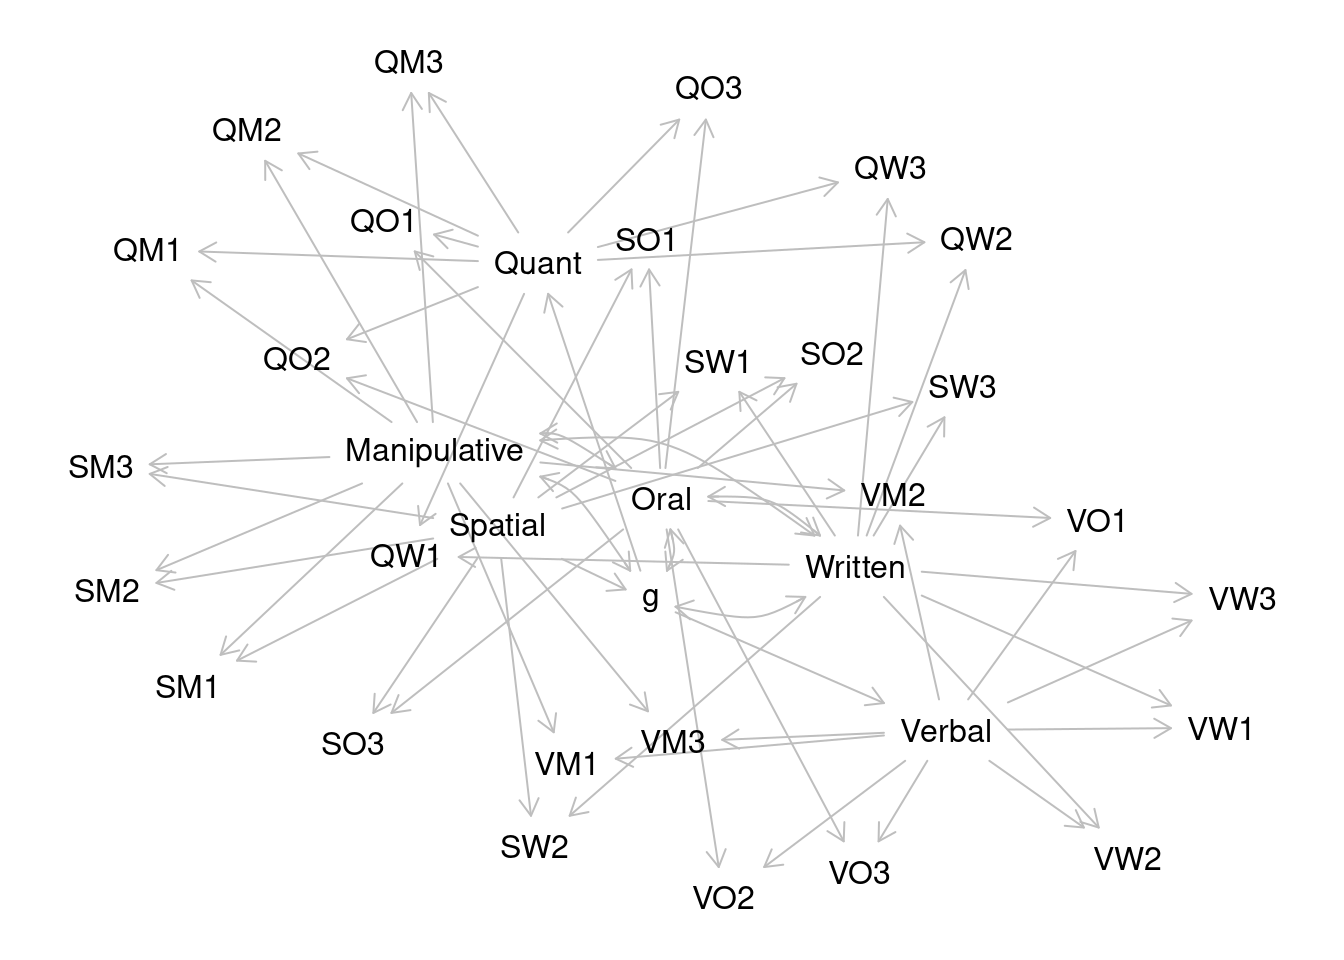 QM3
QO3
QM2
QW3
QO1
SO1
QW2
QM1
Quant
QO2
SW1
SO2
SW3
Manipulative
SM3
Oral
VM2
VO1
Spatial
QW1
Written
SM2
g
VW3
SM1
SO3
VM3
Verbal
VW1
VM1
SW2
VO3
VW2
VO2